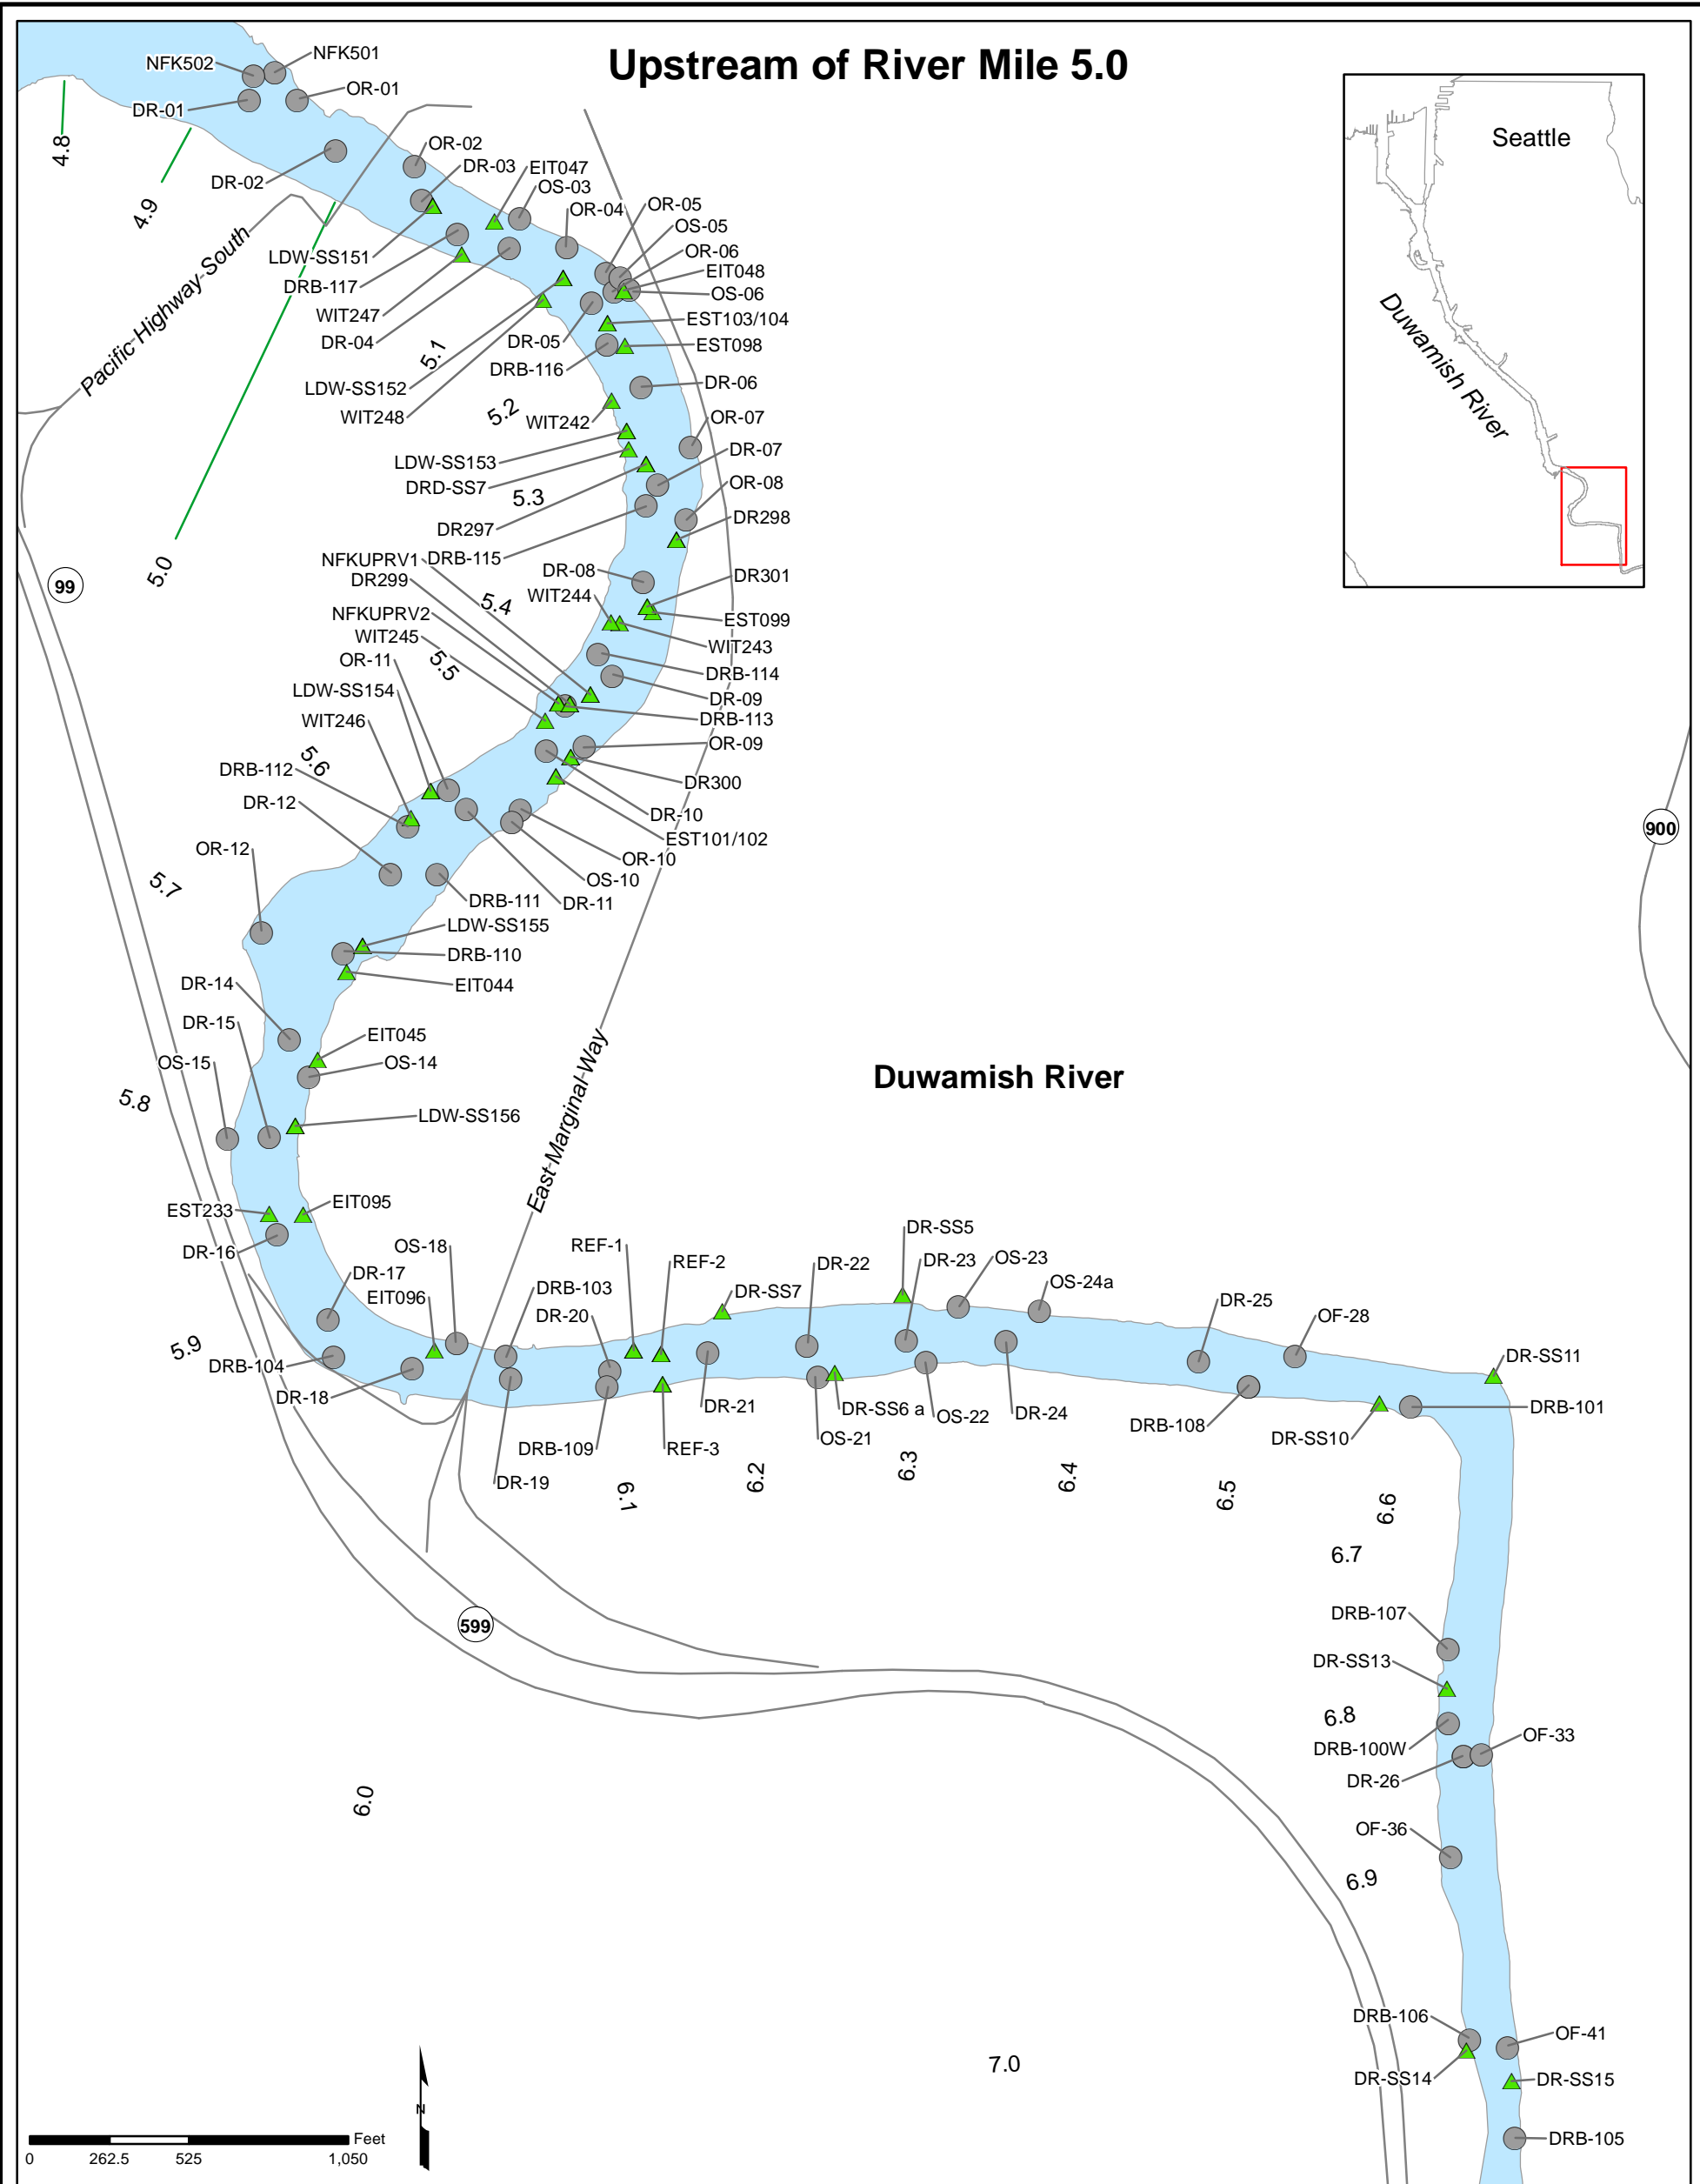 Upstream of River Mile 5.0
NFK501
NFK502
OR-01
DR-01
4.8
4.9
OR-02
DR-03
DR-02
EIT047
OS-03
OR-04
OR-05
OS-05
OR-06
EIT048
OS-06
Pacific Highway South
LDW-SS151
DRB-117
WIT247
DR-04
EST103/104
DR-05
EST098
DRB-116
5.1
LDW-SS152
DR-06
WIT248
5.2
WIT242
OR-07
DR-07
LDW-SS153
DRD-SS7
OR-08
5.3
DR298
DR297
NFKUPRV1
DRB-115
5.0
99
DR299
DR-08
DR301
WIT244
5.4
NFKUPRV2
EST099
WIT245
WIT243
OR-11
5.5
DRB-114
LDW-SS154
DR-09
WIT246
DRB-113
OR-09
5.6
DRB-112
DR300
DR-12
DR-10
EST101/102
OR-12
OR-10
OS-10
5.7
DRB-111
DR-11
LDW-SS155
DRB-110
DR-14
EIT044
DR-15
EIT045
OS-15
OS-14
5.8
LDW-SS156
East Marginal Way
EST233
EIT095
DR-16
Seattle
Duwamish River
900
Duwamish River
OS-18
REF-1
REF-2
DR-17
DRB-103
EIT096
DR-20
DR-SS7
DR-22
DR-SS5
DR-23
OS-23
OS-24a
DR-25
OF-28
5.9
DRB-104
DR-18
DR-SS11
DR-21
DR-SS6 a
OS-22
DR-24
DRB-101
DRB-108
DR-SS10
OS-21
DRB-109
REF-3
DR-19
6.1
6.2
6.3
6.4
6.5
6.6
6.7
DRB-107
599
DR-SS13
6.8
OF-33
DRB-100W
DR-26
6.0
OF-36
6.9
DRB-106
OF-41
7.0
DR-SS14
DR-SS15
N
Feet
DRB-105
0 262.5 525 1,050